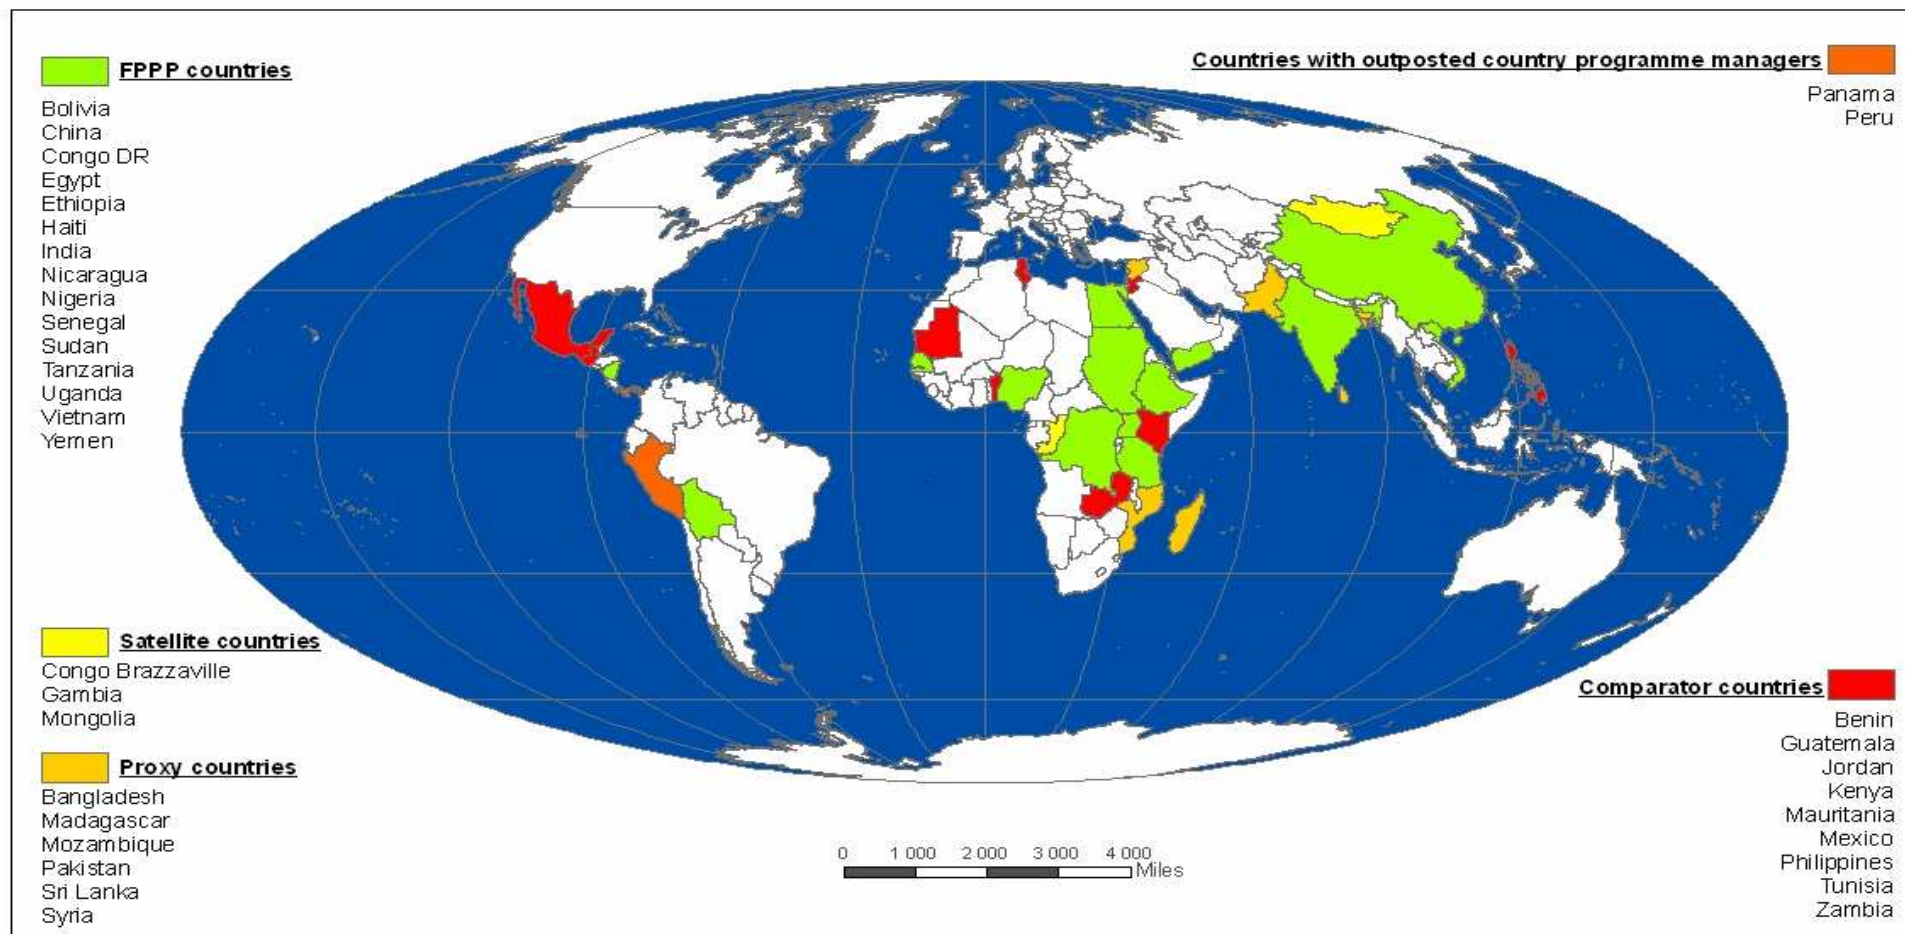 FPPP countries
Bolivia
China
Congo DR
Egypt
Ethiopia
Haiti
India
Nicaragua
Nigeria
Senegal
Sudan
Tanzania
Uganda
Vietnam
Yemen
Satellite countries
Congo Brazzaville
Gambia
Mongolia
Proxy countries
Bangladesh
Madagascar
Mozambique
Pakistan
Sri Lanka
Syria
Countries with outposted country programme managers
Panama
Peru
Comparator countries
Benin
Guatemala
Jordan
Kenya
Mauritania
Mexico
Philippines
Tunisia
Zambia
0 1 000 2 000 3 000 4 000
Miles